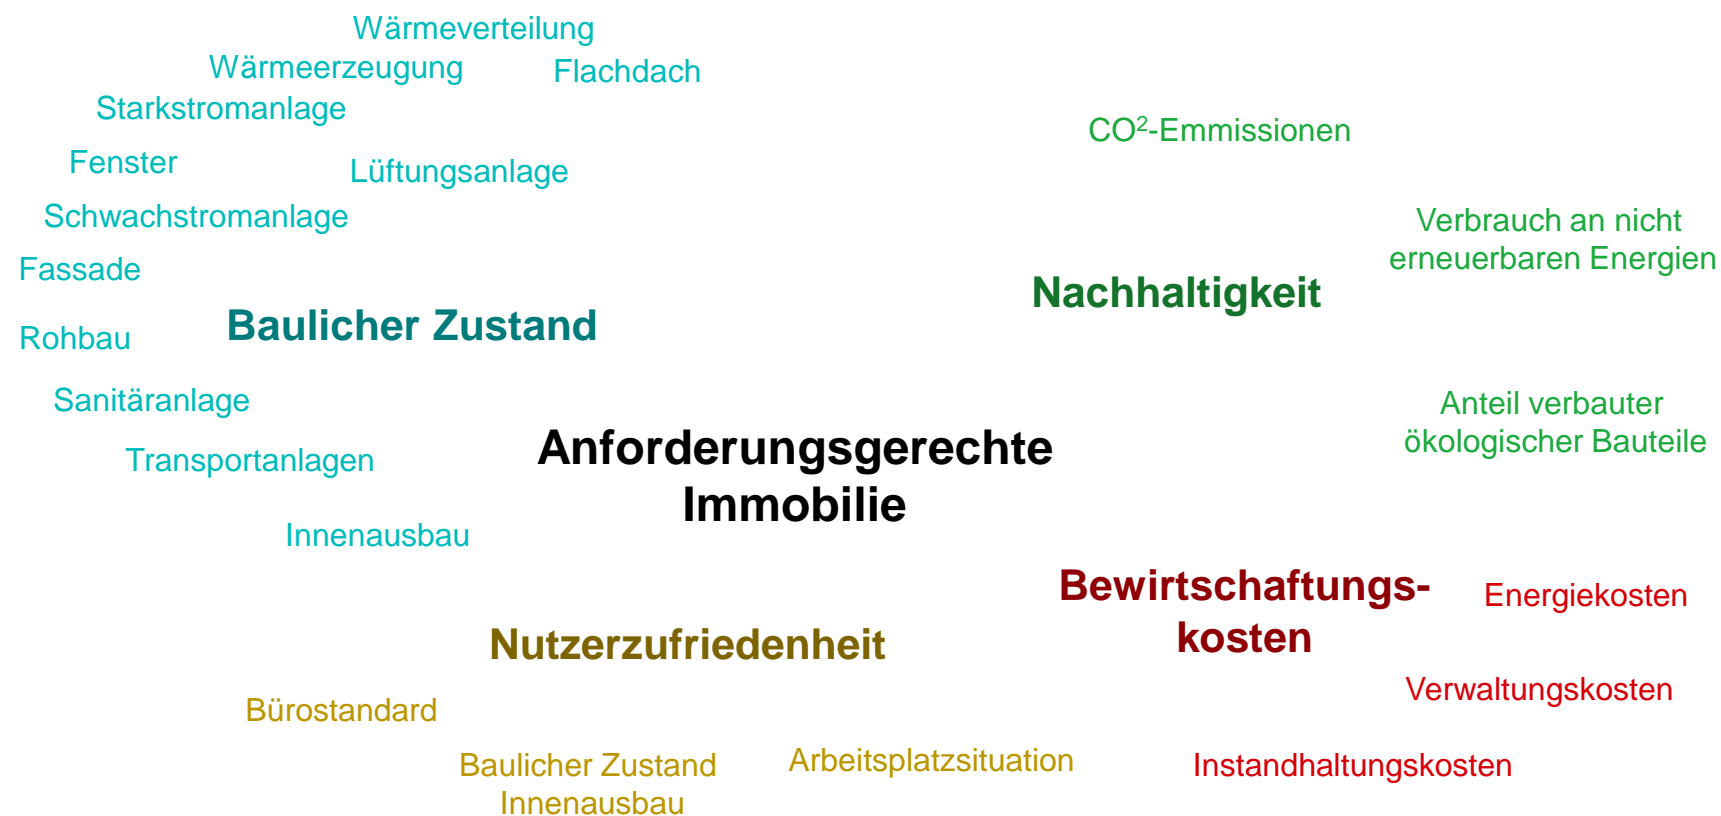 Wärmeverteilung
Wärmeerzeugung
Flachdach
Starkstromanlage
Fenster
Lüftungsanlage
Schwachstromanlage
Fassade
Baulicher Zustand
Rohbau
Sanitäranlage
Transportanlagen
Innenausbau
CO²-Emmissionen
Verbrauch an nicht
erneuerbaren Energien
Nachhaltigkeit
Anteil verbauter
ökologischer Bauteile
Anforderungsgerechte
Immobilie
Bewirtschaftungs-
kosten
Energiekosten
Verwaltungskosten
Instandhaltungskosten
Nutzerzufriedenheit
Bürostandard
Baulicher Zustand
Innenausbau
Arbeitsplatzsituation